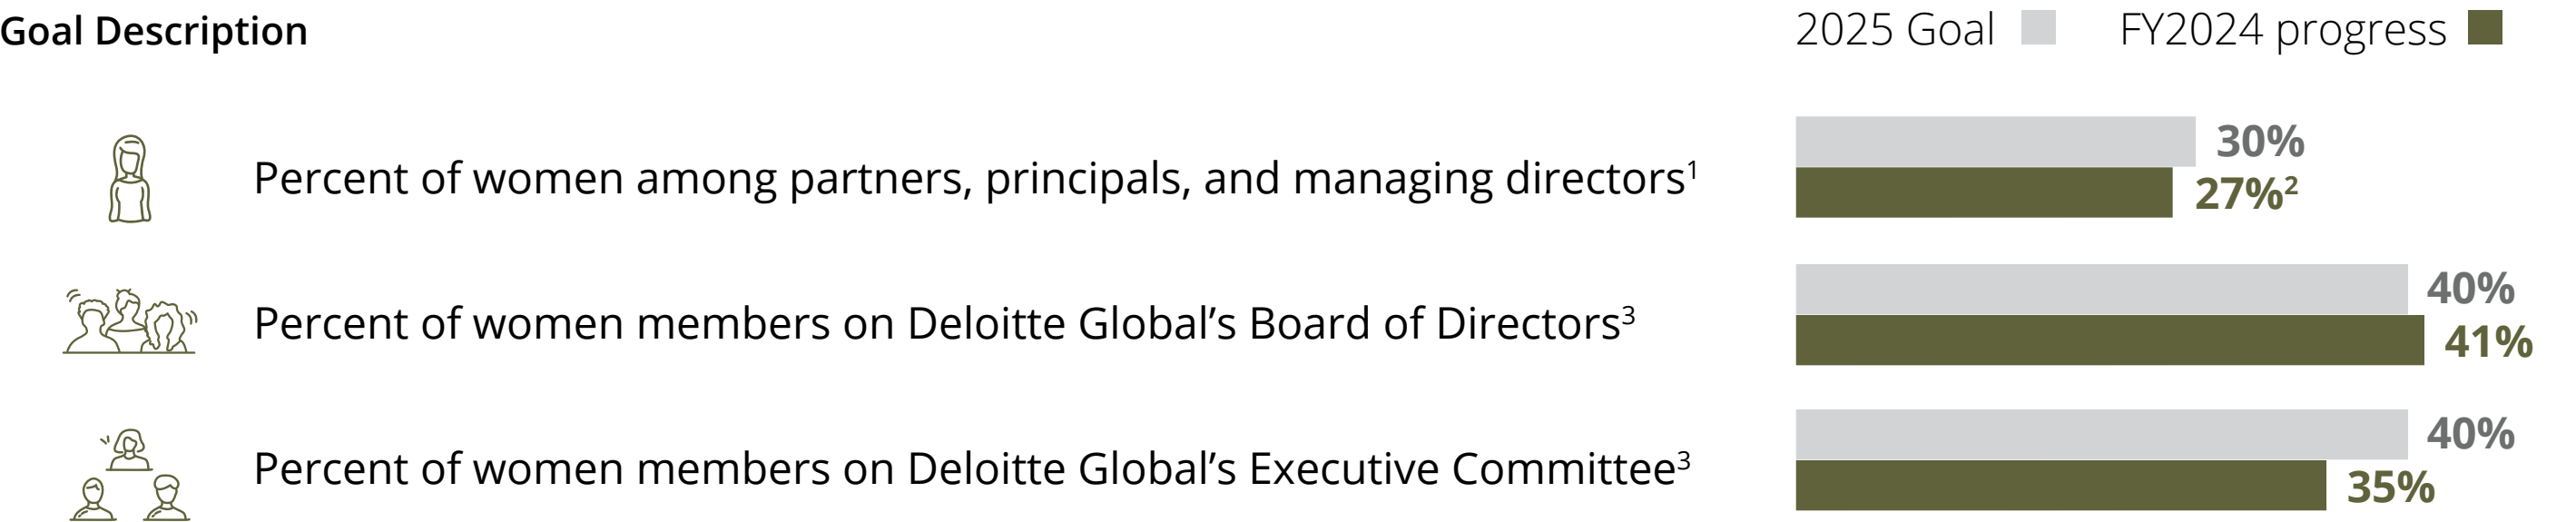 Goal Description
2025 Goal FY2024 progress
Percent of women among partners, principals, and managing directors¹
30%
27%²
Percent of women members on Deloitte Global’s Board of Directors³
40%
41%
Percent of women members on Deloitte Global’s Executive Committee³
40%
35%